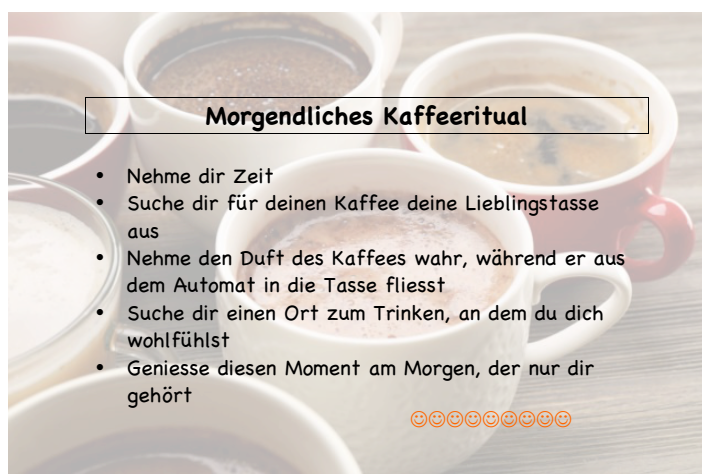 Morgendliches Kaffeeritual
• Nehme dir Zeit
• Suche dir für deinen Kaffee deine Lieblingstasse
aus
• Nehme den Duft des Kaffees wahr, während er aus
dem Automat in die Tasse fliesst
• Suche dir einen Ort zum Trinken, an dem du dich
wohlfühlst
• Geniesse diesen Moment am Morgen, der nur dir
gehört
☺☺☺☺☺☺☺☺☺